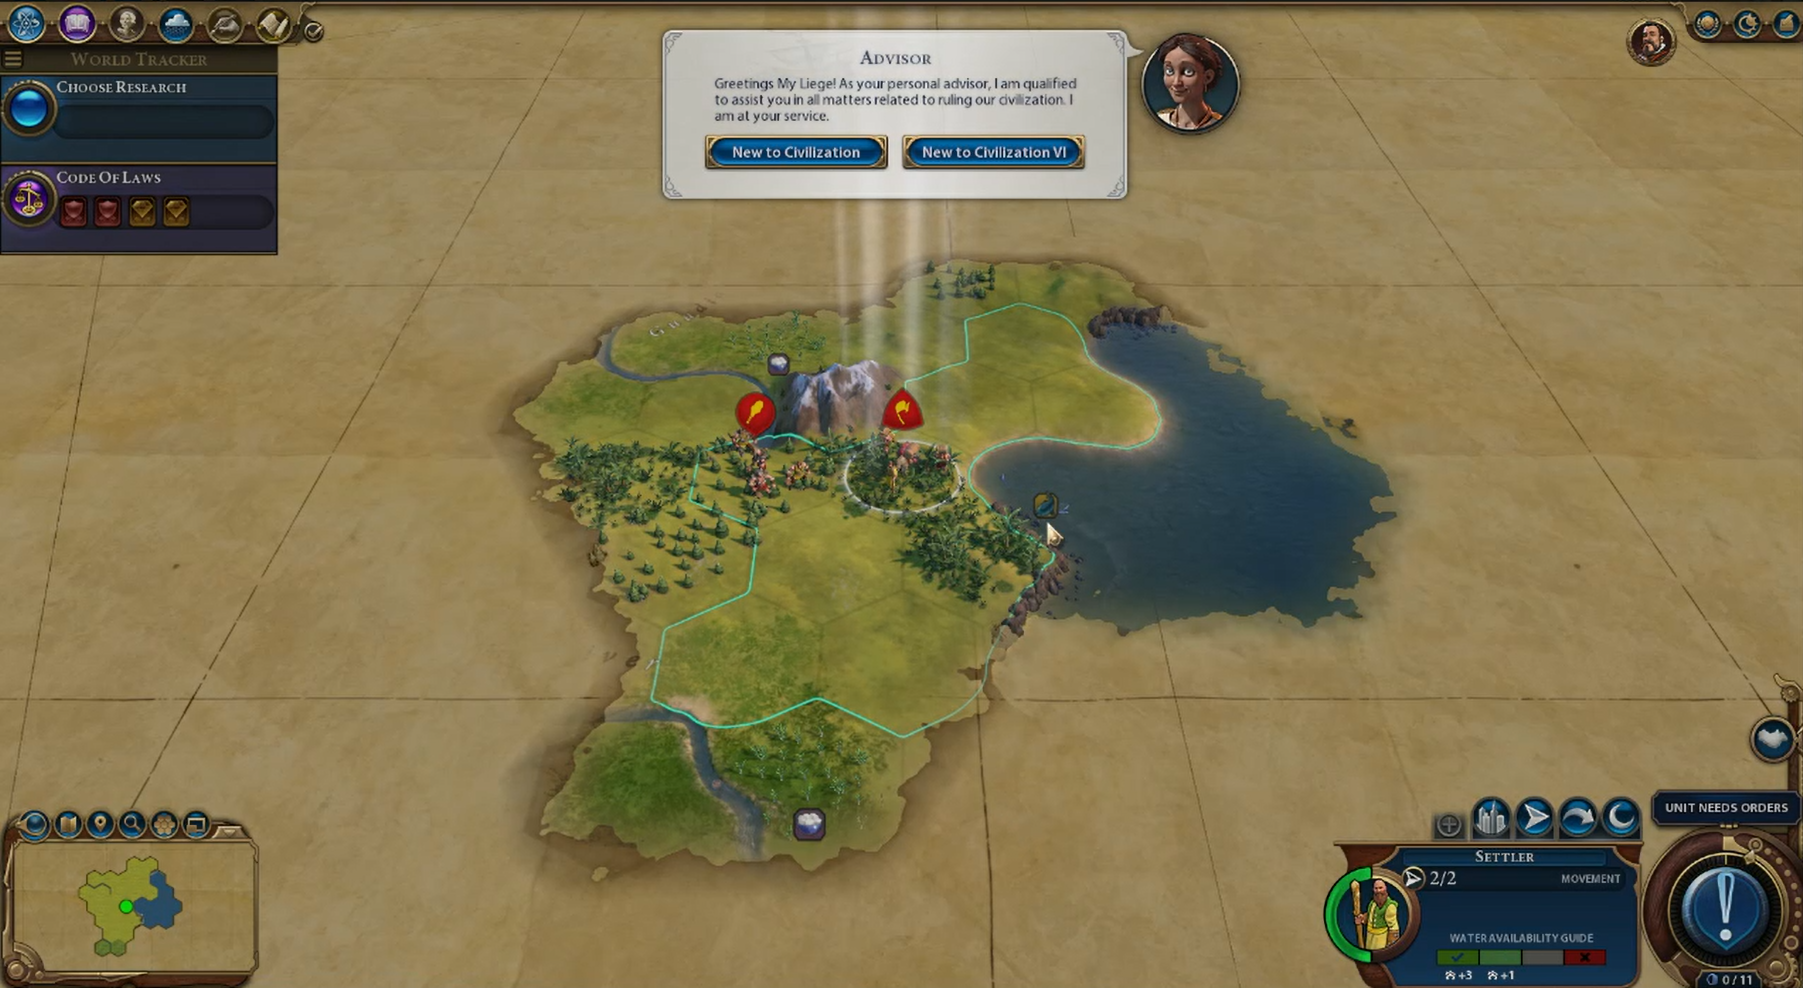 WORLD TRACKER
CHOOSE RESEARCH
CODE OF LAWS
ADVISOR
Greetings My Liege! As your personal advisor, I am qualified
to assist you in all matters related to ruling our civilization. I
am at your service.
New to Civilization
New to Civilization VI
UNIT NEEDS ORDERS
SETTLER
2/2
MOVEMENT
WATER AVAILABILITY GUIDE
+3
+1
0/11